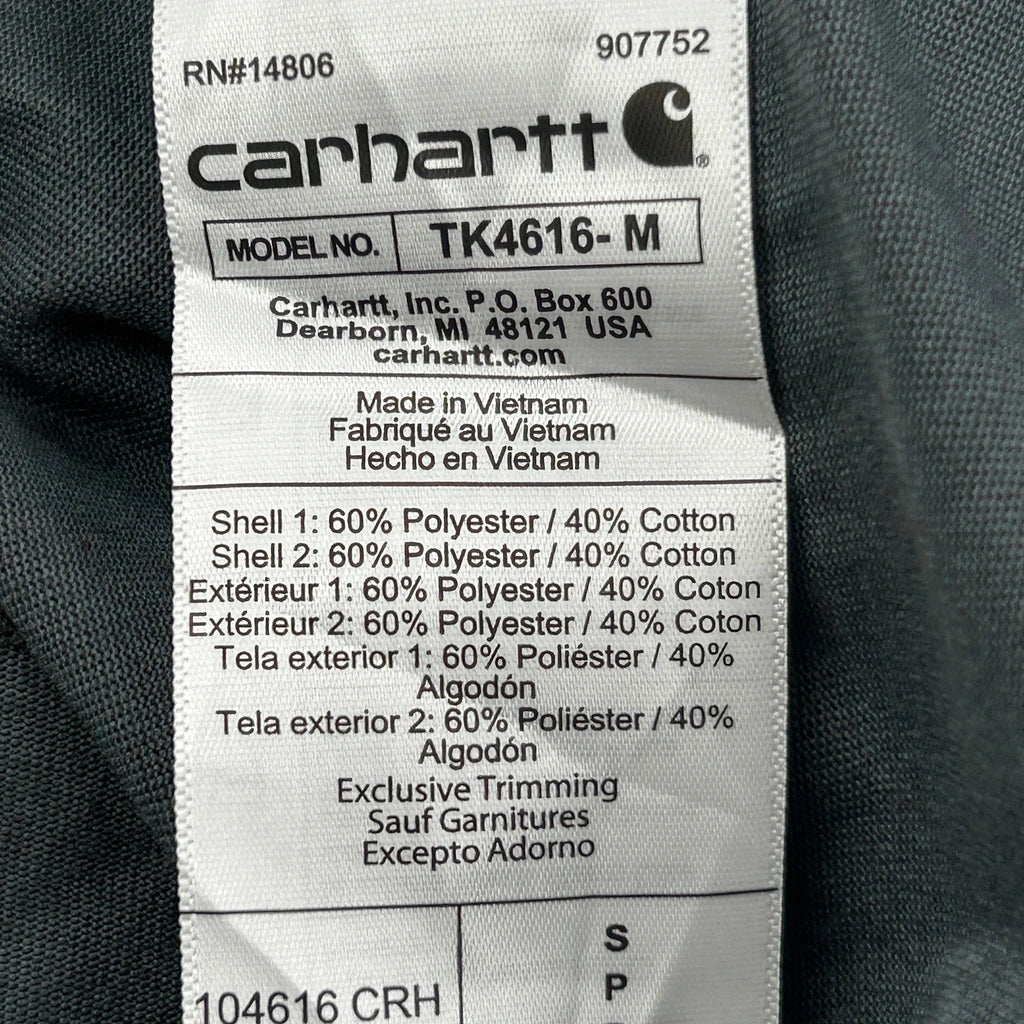 RN#14806
907752
carhartt
MODEL NO. TK4616- M
Carhartt, Inc. P.O. Box 600
Dearborn, MI 48121 USA
carhartt.com
Made in Vietnam
Fabriqué au Vietnam
Hecho en Vietnam
Shell 1: 60% Polyester / 40% Cotton
Shell 2: 60% Polyester / 40% Cotton
Extérieur 1: 60% Polyester / 40% Coton
Extérieur 2: 60% Polyester / 40% Coton
Tela exterior 1: 60% Poliéster / 40%
Algodón
Tela exterior 2: 60% Poliéster / 40%
Algodón
Exclusive Trimming
Sauf Garnitures
Excepto Adorno
S
P
104616 CRH